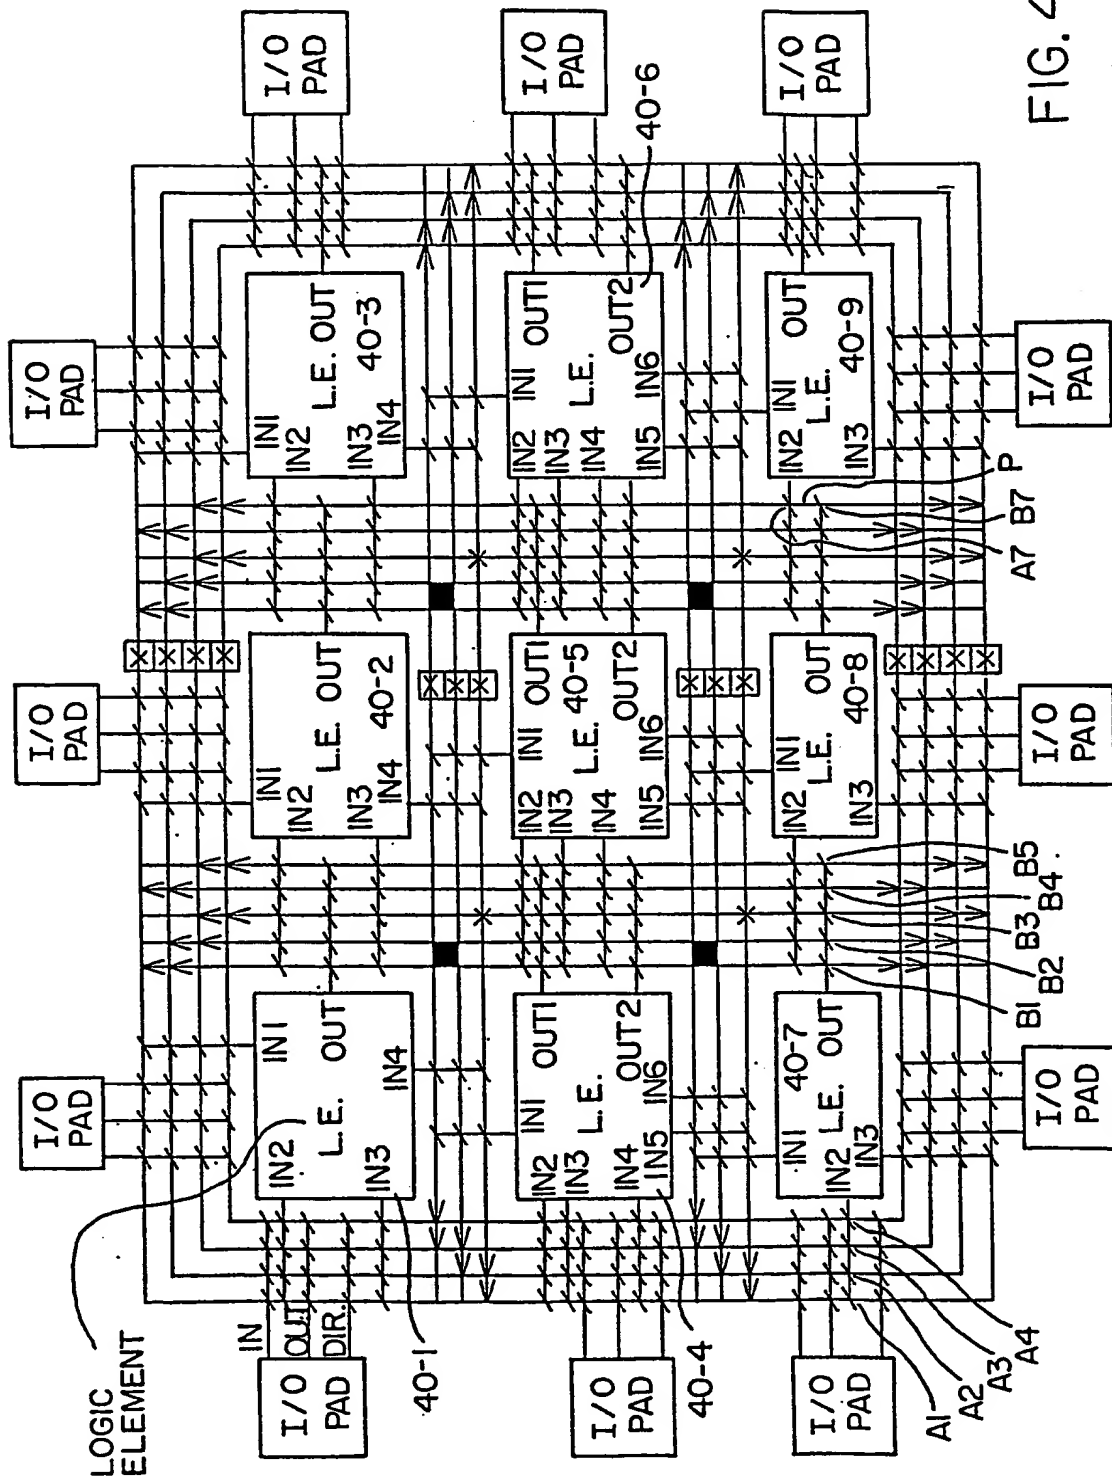 LOGIC
ELEMENT
I/O
PAD
I/O
PAD
I/O
PAD
IN
OUT
DIR.
I/O
PAD
IN1
IN2
L.E. OUT
IN3
IN4
40-1
IN1
IN2
L.E. OUT
IN3
40-2
IN4
IN1
IN2
L.E. OUT
IN3
40-3
IN4
I/O
PAD
I/O
PAD
40-4
IN1
OUT1
IN2
IN3
L.E.
IN4
OUT2
IN5
IN6
IN1
OUT1
IN2
IN3
L.E. 40-5
IN4
OUT2
IN5
IN6
IN1
OUT1
IN2
IN3
L.E.
IN4
OUT2
IN5
IN6
40-6
I/O
PAD
I/O
PAD
IN1
40-7
IN2
L.E. OUT
IN3
IN1
IN2
L.E. OUT
IN3
40-8
IN1
IN2
L.E. OUT
IN3
40-9
I/O
PAD
A1
A2
A3
A4
B1
B2
B3
B4
B5
A7
B7
P
I/O
PAD
I/O
PAD
I/O
PAD
FIG. 4